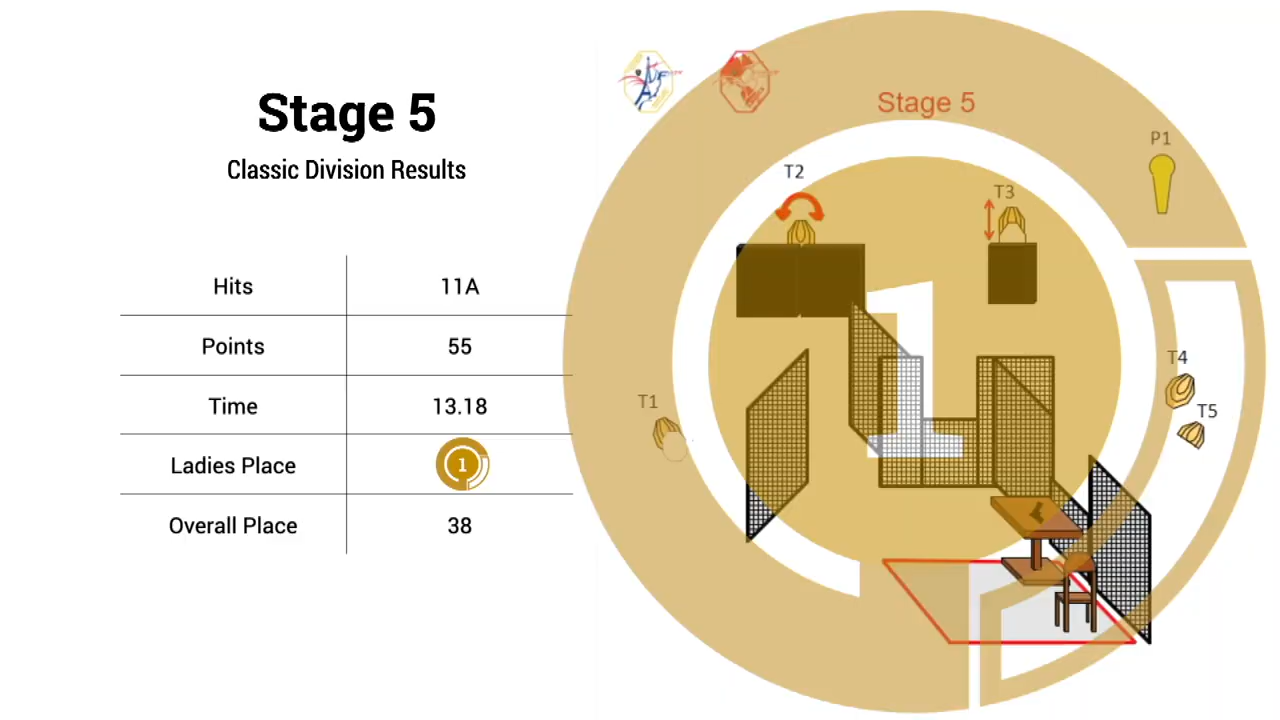 Stage 5
Classic Division Results
Hits 11A
Points 55
Time 13.18
Ladies Place 1
Overall Place 38
Stage 5
P1
T2
T3
T4
T1
T5
1